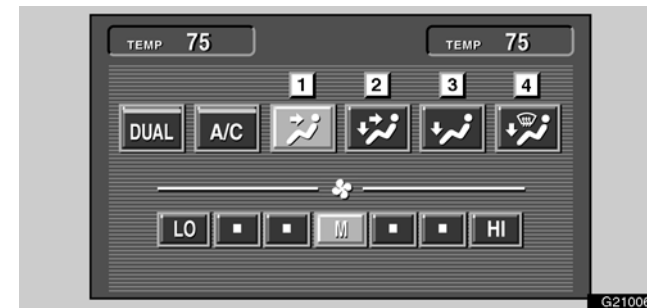 TEMP 75 TEMP 75
1 2 3 4
DUAL A/C
LO M HI
G21006